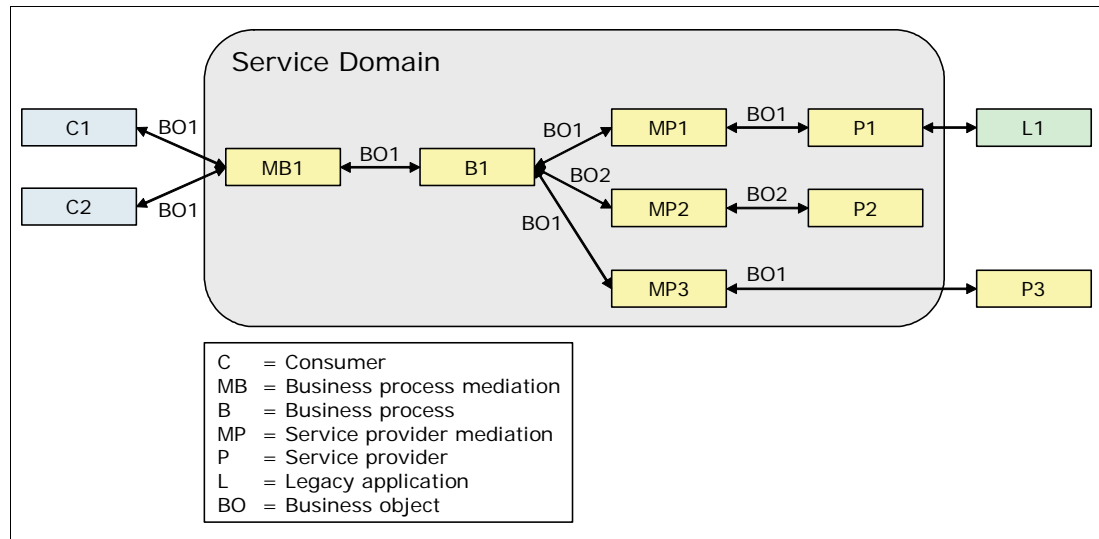 Service Domain
C1
C2
BO1
BO1
MB1
BO1
B1
BO1
BO2
BO1
MP1
BO1
P1
L1
MP2
BO2
P2
MP3
BO1
P3
C = Consumer
MB = Business process mediation
B = Business process
MP = Service provider mediation
P = Service provider
L = Legacy application
BO = Business object